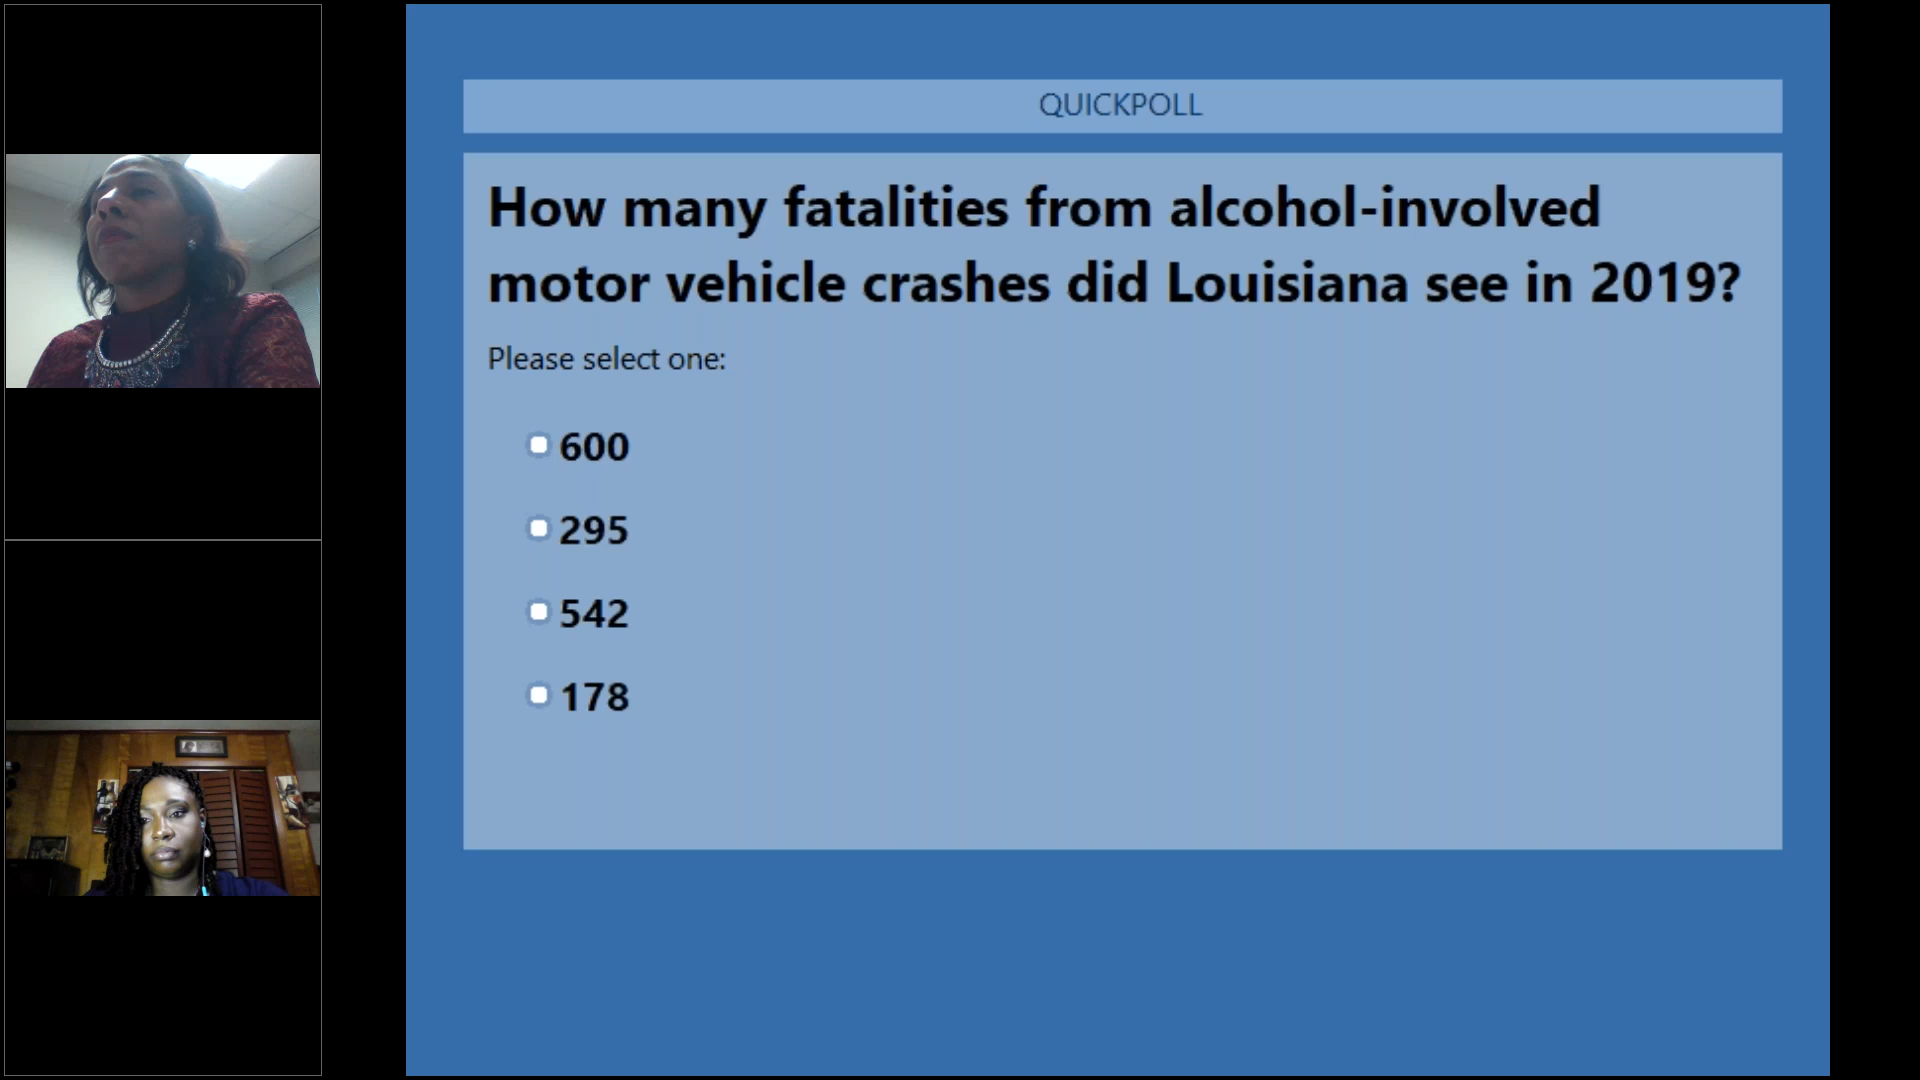 QUICKPOLL
How many fatalities from alcohol-involved
motor vehicle crashes did Louisiana see in 2019?
Please select one:
600
295
542
178